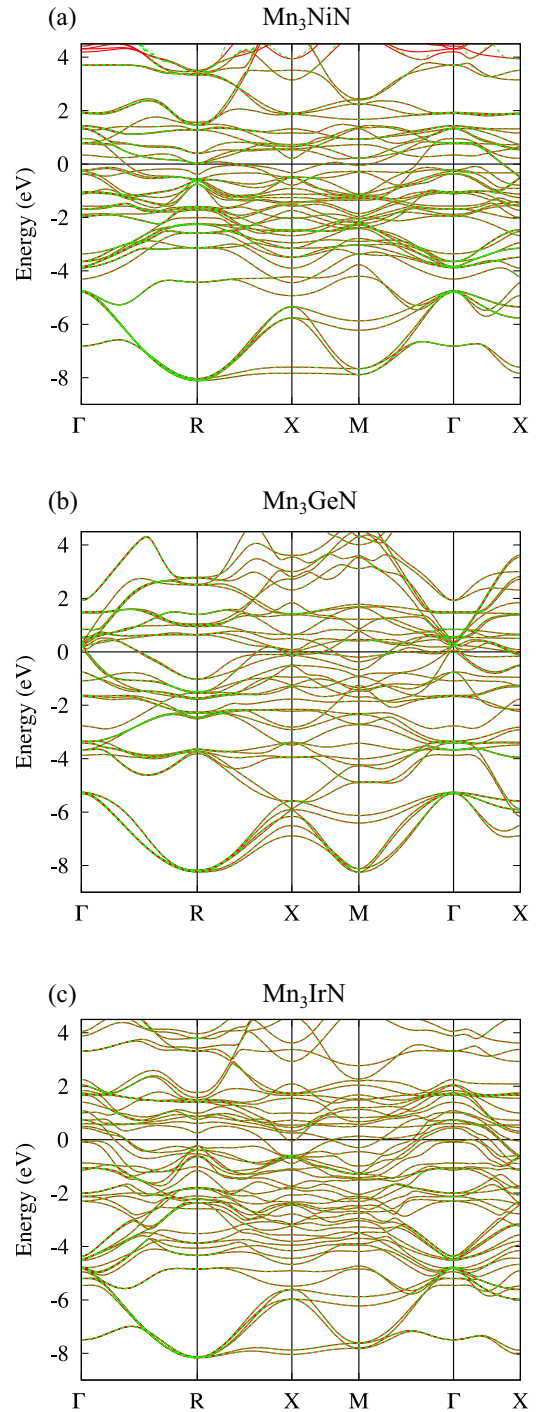 (a) Mn₃NiN
4
2
0
-2
-4
-6
-8
Energy (eV)
Γ R X M Γ X
(b) Mn₃GeN
4
2
0
-2
-4
-6
-8
Energy (eV)
Γ R X M Γ X
(c) Mn₃IrN
4
2
0
-2
-4
-6
-8
Energy (eV)
Γ R X M Γ X